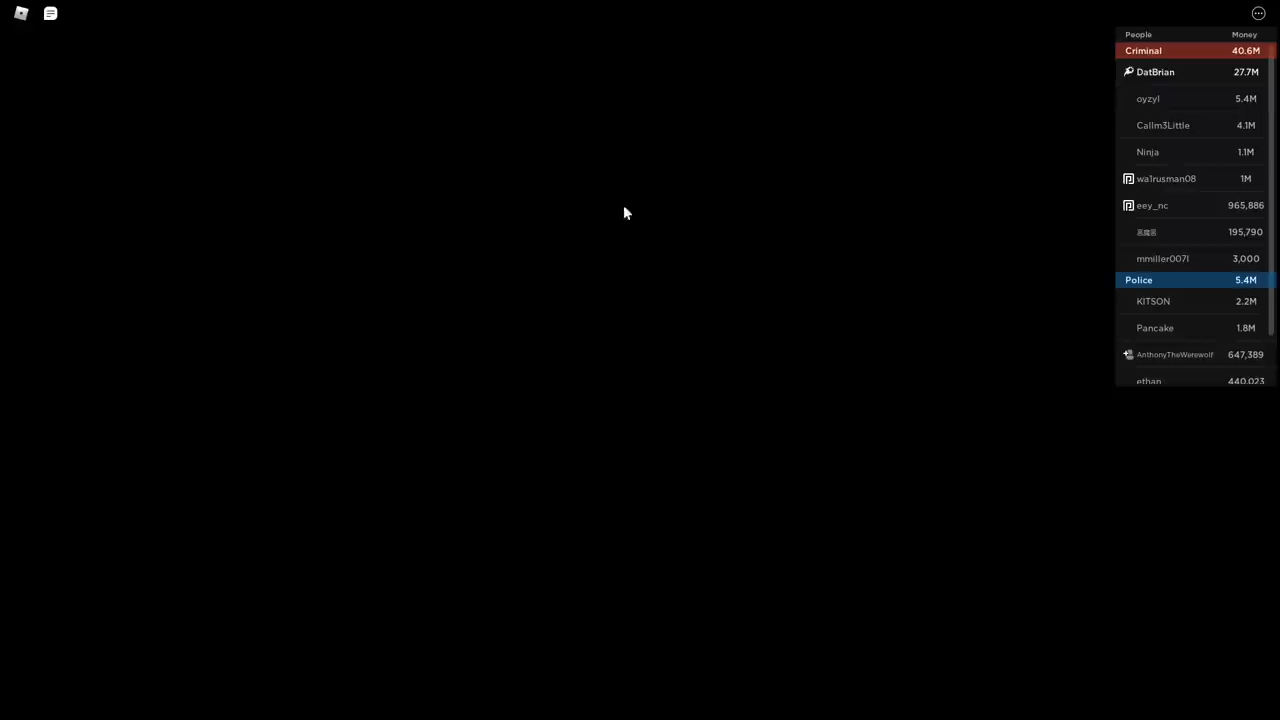 People Money
Criminal 40.6M
DatBrian 27.7M
oyzyl 5.4M
Callm3Little 4.1M
Ninja 1.1M
wa1rusman08 1M
eey_nc 965,886
195,790
mmiller007l 3,000
Police 5.4M
KITSON 2.2M
Pancake 1.8M
AnthonyTheWerewolf 647,389
ethan 440,023